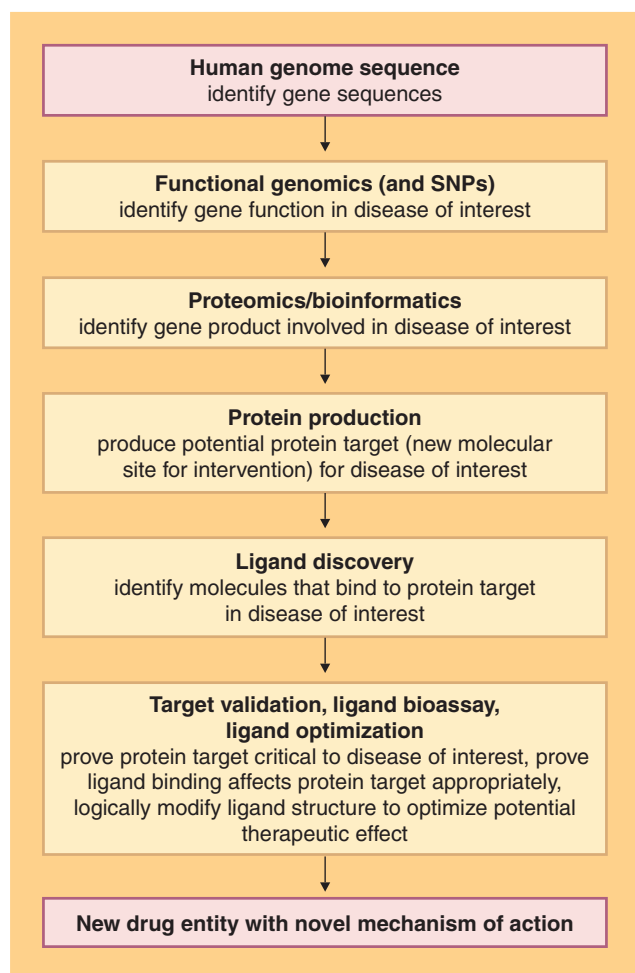 Human genome sequence
identify gene sequences
Functional genomics (and SNPs)
identify gene function in disease of interest
Proteomics/bioinformatics
identify gene product involved in disease of interest
Protein production
produce potential protein target (new molecular
site for intervention) for disease of interest
Ligand discovery
identify molecules that bind to protein target
in disease of interest
Target validation, ligand bioassay,
ligand optimization
prove protein target critical to disease of interest, prove
ligand binding affects protein target appropriately,
logically modify ligand structure to optimize potential
therapeutic effect
New drug entity with novel mechanism of action